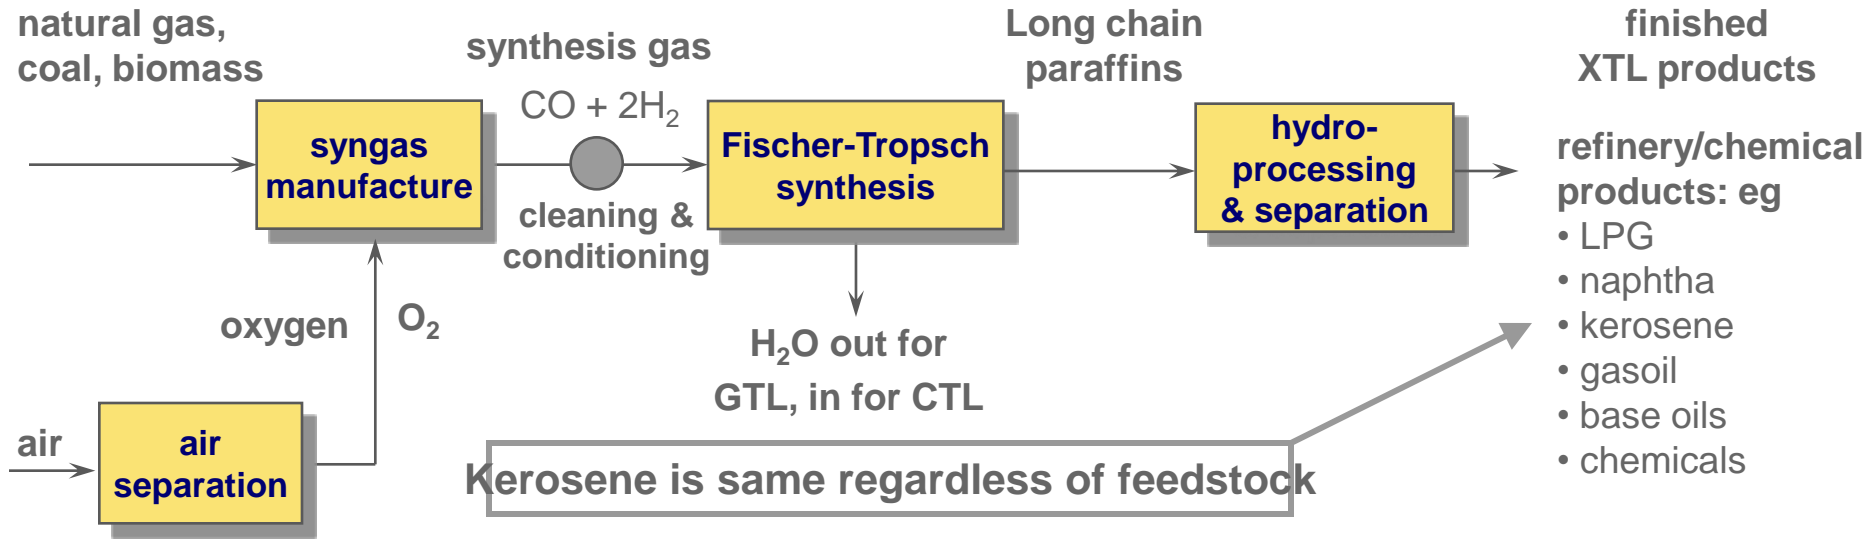 natural gas,
coal, biomass
synthesis gas
CO + 2H₂
Long chain
paraffins
finished
XTL products
syngas
manufacture
cleaning &
conditioning
Fischer-Tropsch
synthesis
hydro-
processing
& separation
refinery/chemical
products: eg
• LPG
• naphtha
• kerosene
• gasoil
• base oils
• chemicals
oxygen
O₂
H₂O out for
GTL, in for CTL
air
air
separation
Kerosene is same regardless of feedstock